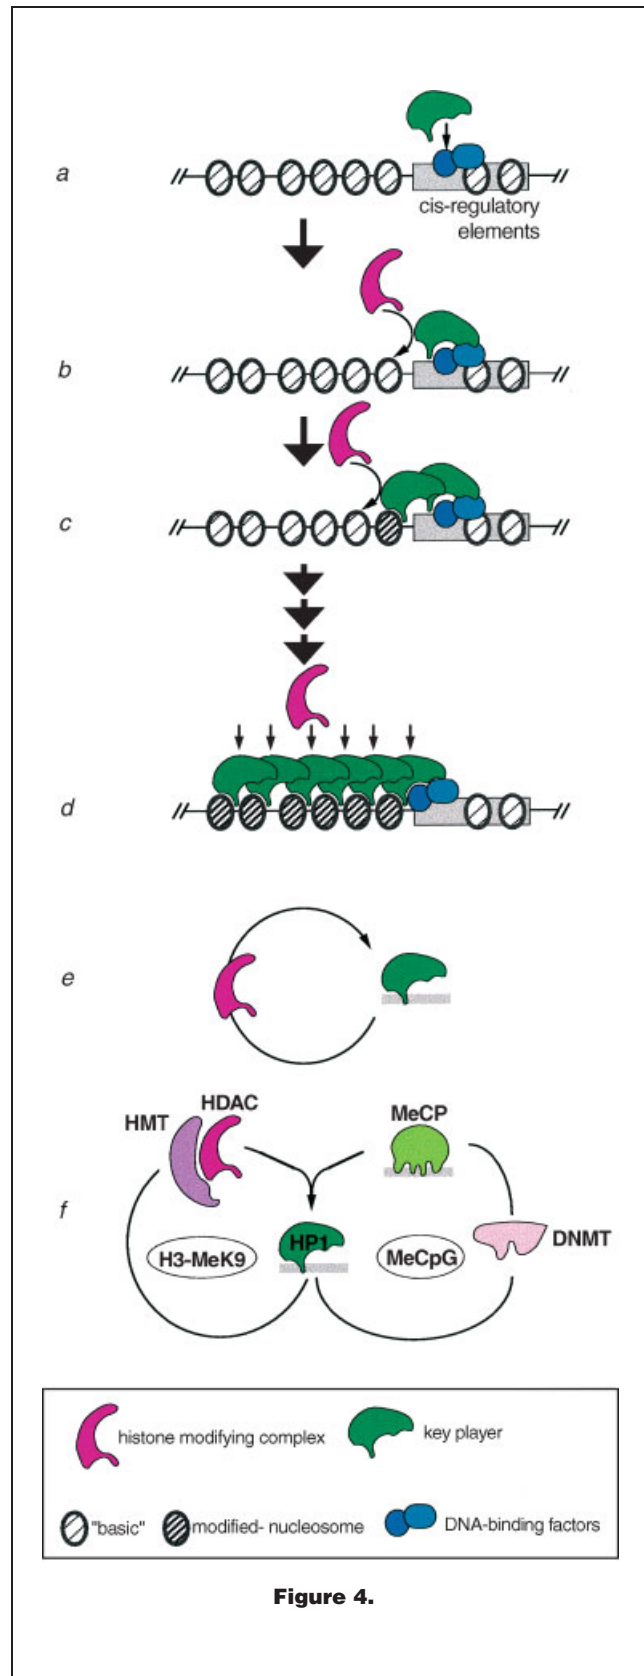 a
cis-regulatory
elements
b
c
d
e
HDAC
HMT
MeCP
f
HP1
H3-MeK9
MeCpG
DNMT
histone modifying complex
key player
"basic"
modified- nucleosome
DNA-binding factors
Figure 4.